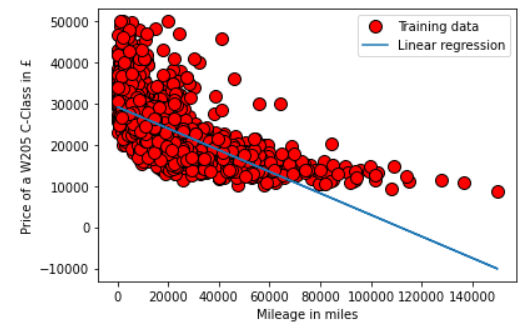 50000
40000
30000
20000
10000
0
−10000
Price of a W205 C-Class in £
Training data
Linear regression
0 20000 40000 60000 80000 100000 120000 140000
Mileage in miles